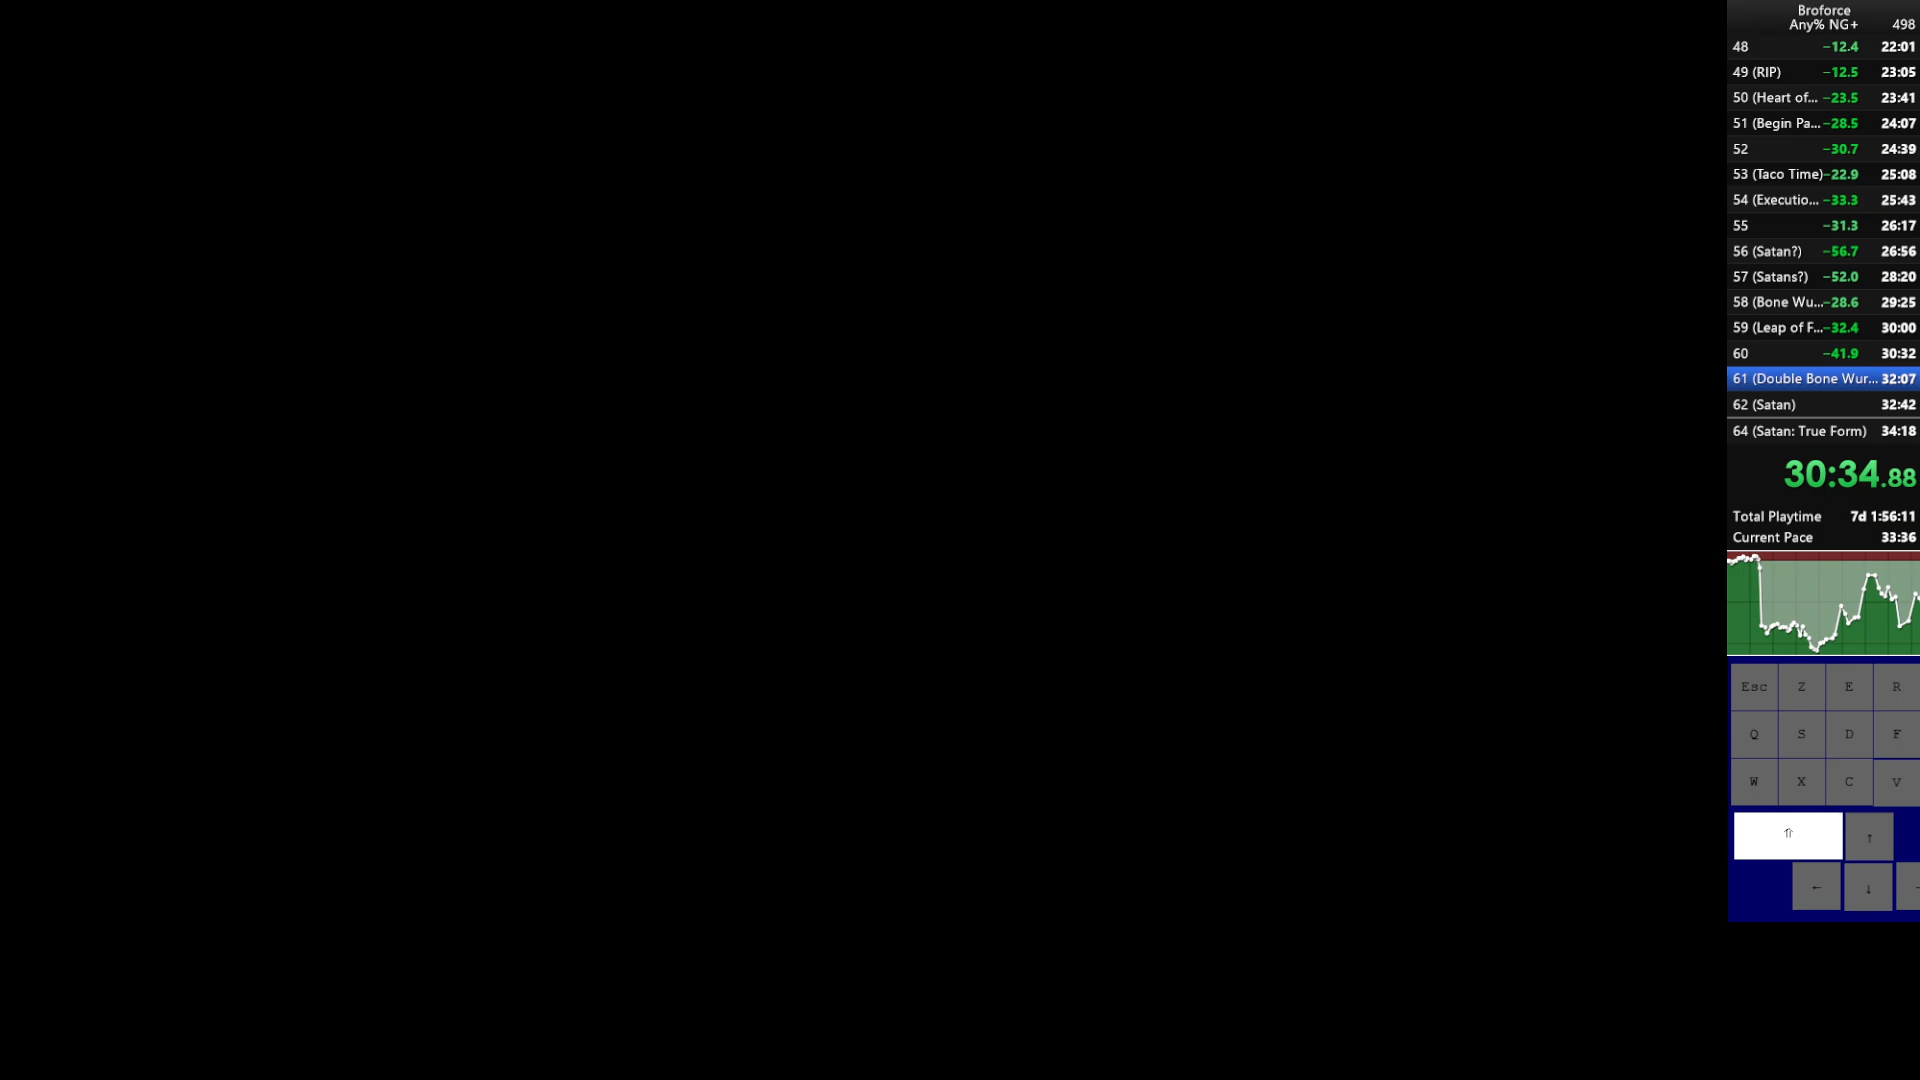 Broforce
Any% NG+ 498
48 −12.4 22:01
49 (RIP) −12.5 23:05
50 (Heart of... −23.5 23:41
51 (Begin Pa... −28.5 24:07
52 −30.7 24:39
53 (Taco Time) −22.9 25:08
54 (Executio... −33.3 25:43
55 −31.3 26:17
56 (Satan?) −56.7 26:56
57 (Satans?) −52.0 28:20
58 (Bone Wu... −28.6 29:25
59 (Leap of F... −32.4 30:00
60 −41.9 30:32
61 (Double Bone Wur... 32:07
62 (Satan) 32:42
64 (Satan: True Form) 34:18
30:34.88
Total Playtime 7d 1:56:11
Current Pace 33:36
Esc Z E R
Q S D F
W X C V
⇑ ↑
← ↓